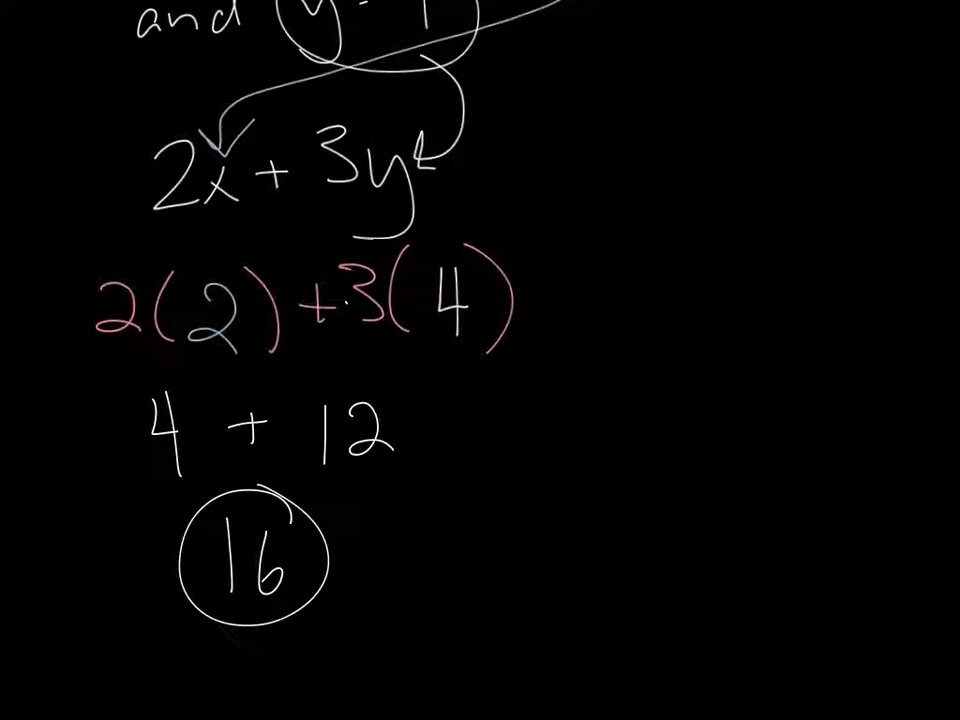 and y =
2x + 3y
2(2) + 3(4)
4 + 12
16